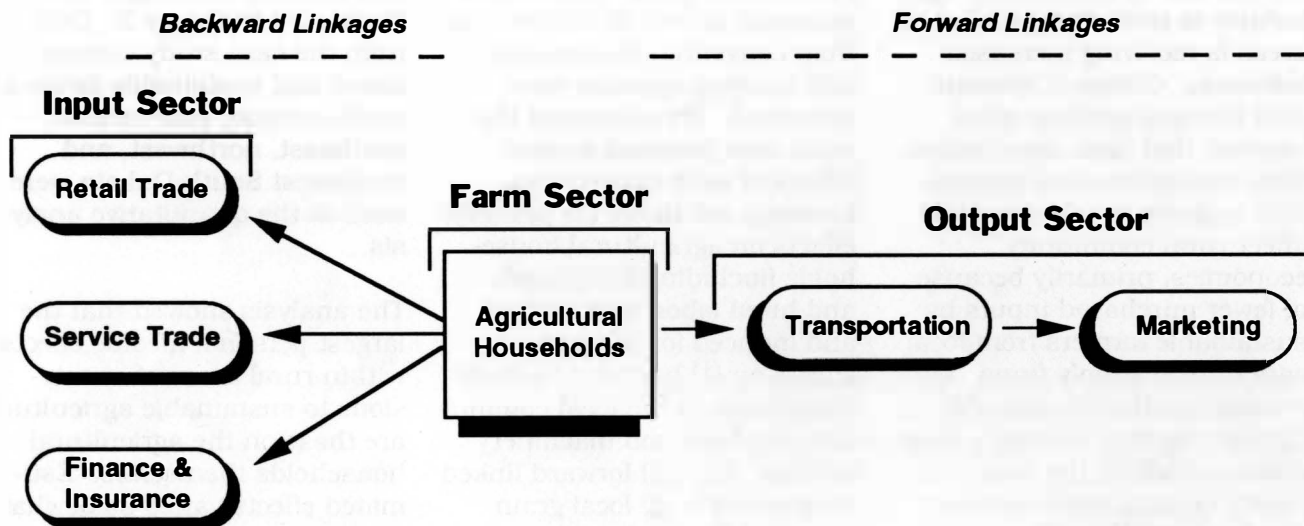 Backward Linkages
Forward Linkages
Input Sector
Retail Trade
Service Trade
Finance &
Insurance
Farm Sector
Agricultural
Households
Output Sector
Transportation
Marketing